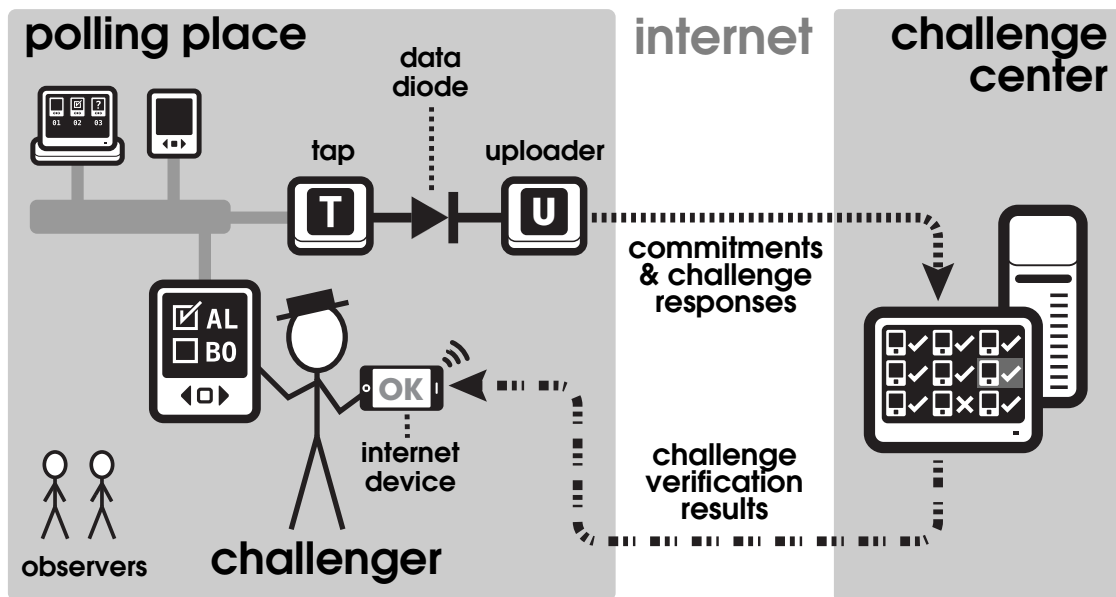 polling place
internet
challenge
center
data
diode
tap
uploader
01 02 03
?
T
U
commitments
& challenge
responses
AL
BO
OK
internet
device
challenge
verification
results
observers
challenger